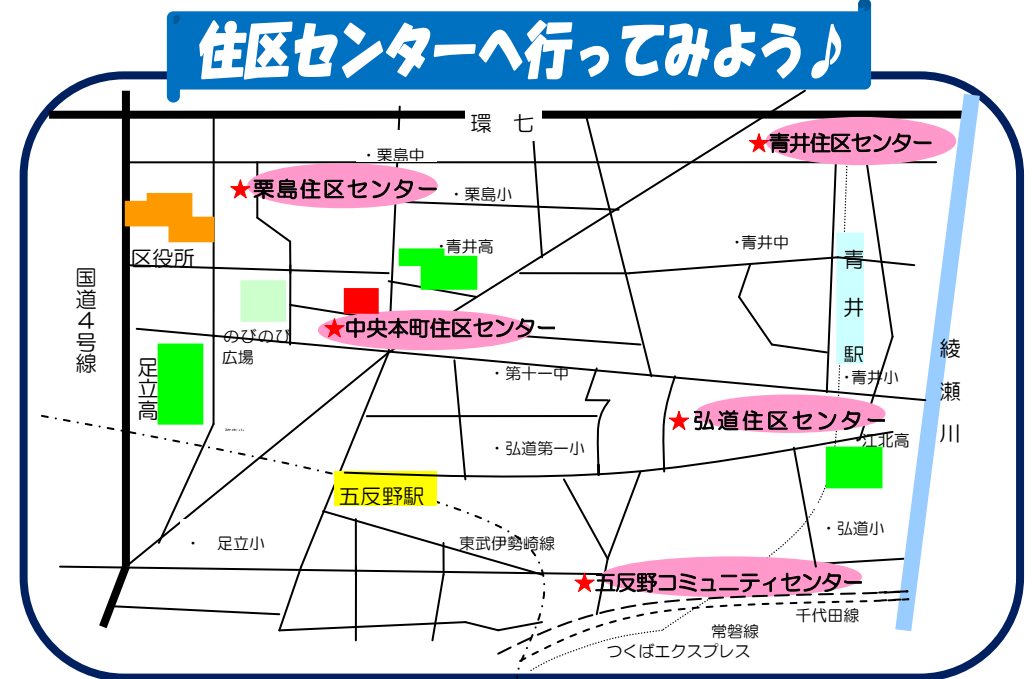 住区センターへ行ってみよう♪
環 七
★青井住区センター
・栗島中
★栗島住区センター
・栗島小
・青井高
・青井中
区役所
青井駅
国道4号線
★中央本町住区センター
のびのび
広場
綾瀬川
足立高
・第十一中
・青井小
★弘道住区センター
・江北高
・弘道第一小
五反野駅
・弘道小
・ 足立小
東武伊勢崎線
★五反野コミュニティセンター
千代田線
常磐線
つくばエクスプレス